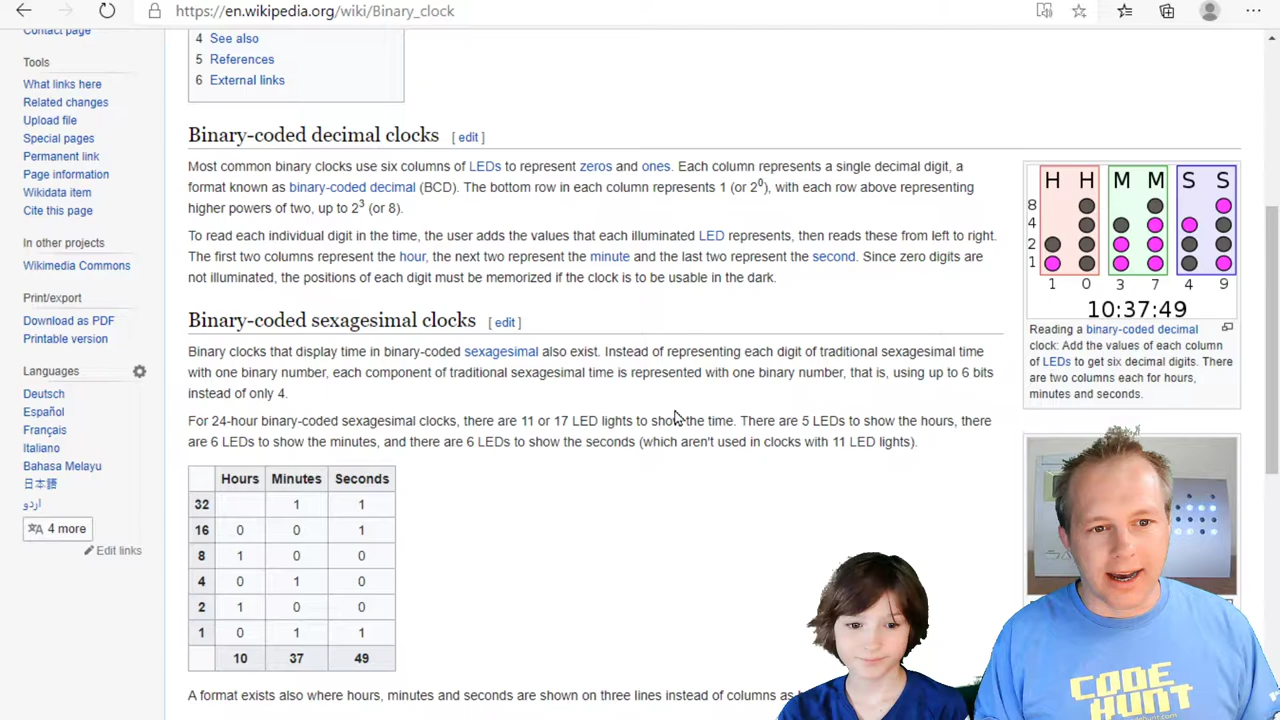 https://en.wikipedia.org/wiki/Binary_clock
Contact page
Tools
What links here
Related changes
Upload file
Special pages
Permanent link
Page information
Wikidata item
Cite this page
In other projects
Wikimedia Commons
Print/export
Download as PDF
Printable version
Languages
Deutsch
Español
Français
Italiano
Bahasa Melayu
日本語
اردو
4 more
Edit links
4 See also
5 References
6 External links
Binary-coded decimal clocks [ edit ]
Most common binary clocks use six columns of LEDs to represent zeros and ones. Each column represents a single decimal digit, a
format known as binary-coded decimal (BCD). The bottom row in each column represents 1 (or 2⁰), with each row above representing
higher powers of two, up to 2³ (or 8).
To read each individual digit in the time, the user adds the values that each illuminated LED represents, then reads these from left to right.
The first two columns represent the hour, the next two represent the minute and the last two represent the second. Since zero digits are
not illuminated, the positions of each digit must be memorized if the clock is to be usable in the dark.
Binary-coded sexagesimal clocks [ edit ]
Binary clocks that display time in binary-coded sexagesimal also exist. Instead of representing each digit of traditional sexagesimal time
with one binary number, each component of traditional sexagesimal time is represented with one binary number, that is, using up to 6 bits
instead of only 4.
For 24-hour binary-coded sexagesimal clocks, there are 11 or 17 LED lights to show the time. There are 5 LEDs to show the hours, there
are 6 LEDs to show the minutes, and there are 6 LEDs to show the seconds (which aren't used in clocks with 11 LED lights).
Hours Minutes Seconds
32 1 1
16 0 0 1
8 1 0 0
4 0 1 0
2 1 0 0
1 0 1 1
10 37 49
A format exists also where hours, minutes and seconds are shown on three lines instead of columns as
H H M M S S
8
4
2
1
1 0 3 7 4 9
10:37:49
Reading a binary-coded decimal
clock: Add the values of each column
of LEDs to get six decimal digits. There
are two columns each for hours,
minutes and seconds.
CODE
HUNT